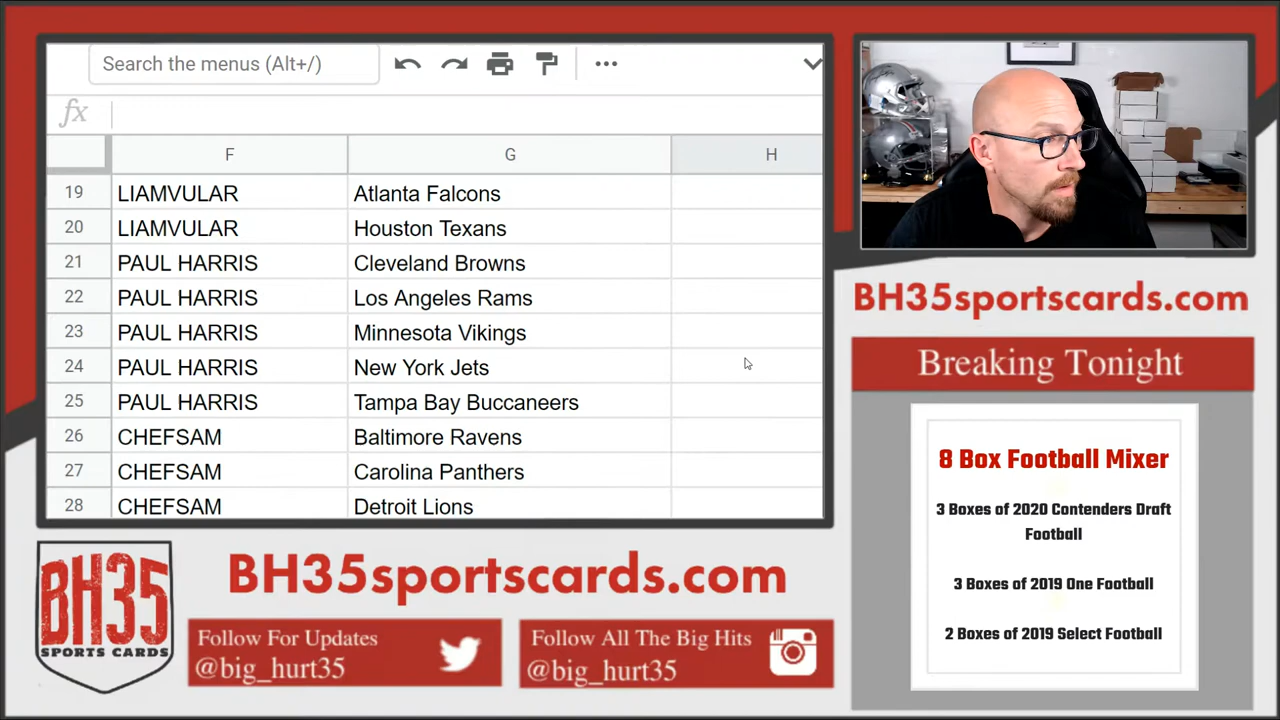 Search the menus (Alt+/)
fx
F G H
19 LIAMVULAR Atlanta Falcons
20 LIAMVULAR Houston Texans
21 PAUL HARRIS Cleveland Browns
22 PAUL HARRIS Los Angeles Rams
23 PAUL HARRIS Minnesota Vikings
24 PAUL HARRIS New York Jets
25 PAUL HARRIS Tampa Bay Buccaneers
26 CHEFSAM Baltimore Ravens
27 CHEFSAM Carolina Panthers
28 CHEFSAM Detroit Lions
BH35sportscards.com
Breaking Tonight
8 Box Football Mixer
3 Boxes of 2020 Contenders Draft
Football
3 Boxes of 2019 One Football
2 Boxes of 2019 Select Football
BH35
SPORTS CARDS
BH35sportscards.com
Follow For Updates
@big_hurt35
Follow All The Big Hits
@big_hurt35